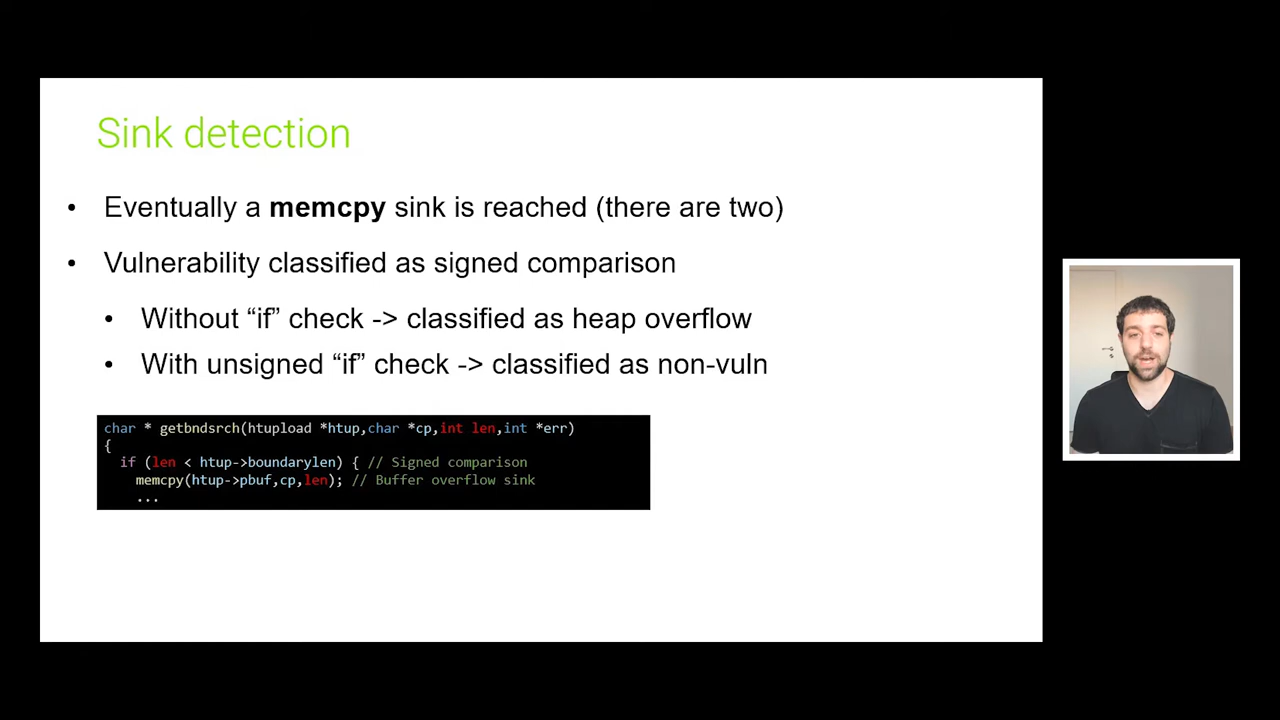 Sink detection
• Eventually a memcpy sink is reached (there are two)
• Vulnerability classified as signed comparison
• Without “if” check -> classified as heap overflow
• With unsigned “if” check -> classified as non-vuln
char * getbndsrch(htupload *htup,char *cp,int len,int *err)
{
if (len < htup->boundarylen) { // Signed comparison
memcpy(htup->pbuf,cp,len); // Buffer overflow sink
...